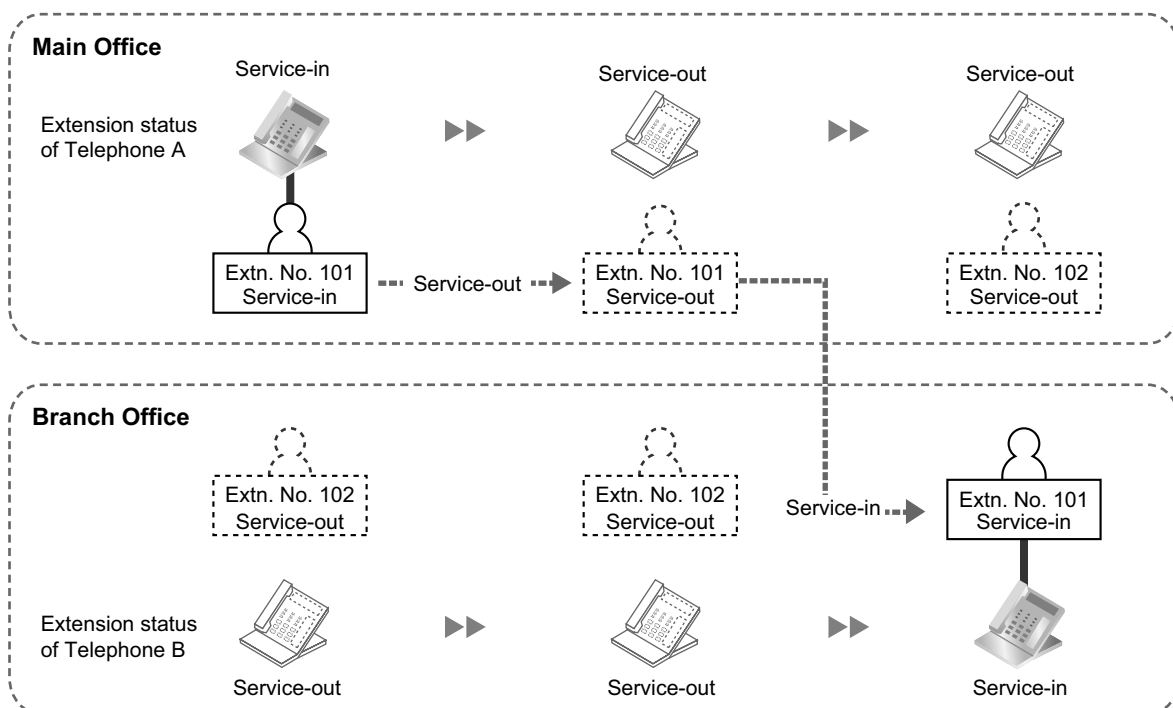 Main Office
Service-in
Service-out
Service-out
Extension status
of Telephone A
Extn. No. 101
Service-in
Service-out
Extn. No. 101
Service-out
Extn. No. 102
Service-out
Branch Office
Extn. No. 102
Service-out
Extn. No. 102
Service-out
Service-in
Extn. No. 101
Service-in
Extension status
of Telephone B
Service-out
Service-out
Service-in